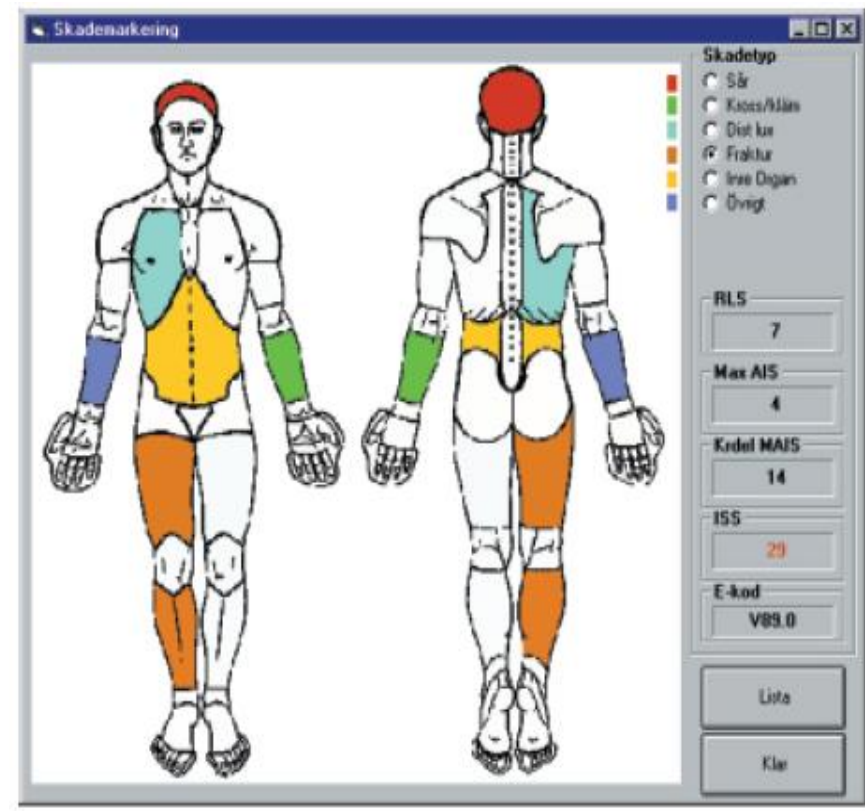 Skademarkering
Skadetyp
Sår
Kross/kläm
Dist lux
Fraktur
Inre Organ
Övrigt
RLS
7
Max AIS
4
Krdel MAIS
14
ISS
29
E-kod
V89.0
Lista
Klar